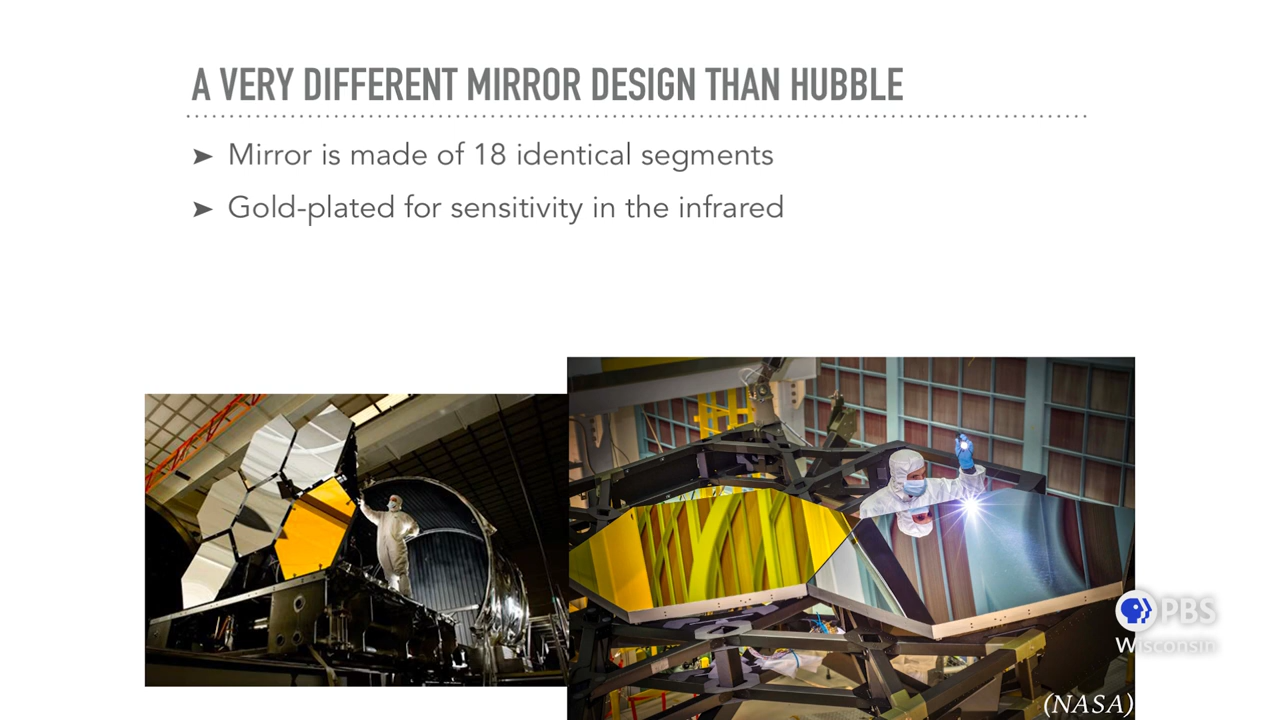 A VERY DIFFERENT MIRROR DESIGN THAN HUBBLE
➤ Mirror is made of 18 identical segments
➤ Gold-plated for sensitivity in the infrared
PBS
Wisconsin
(NASA)